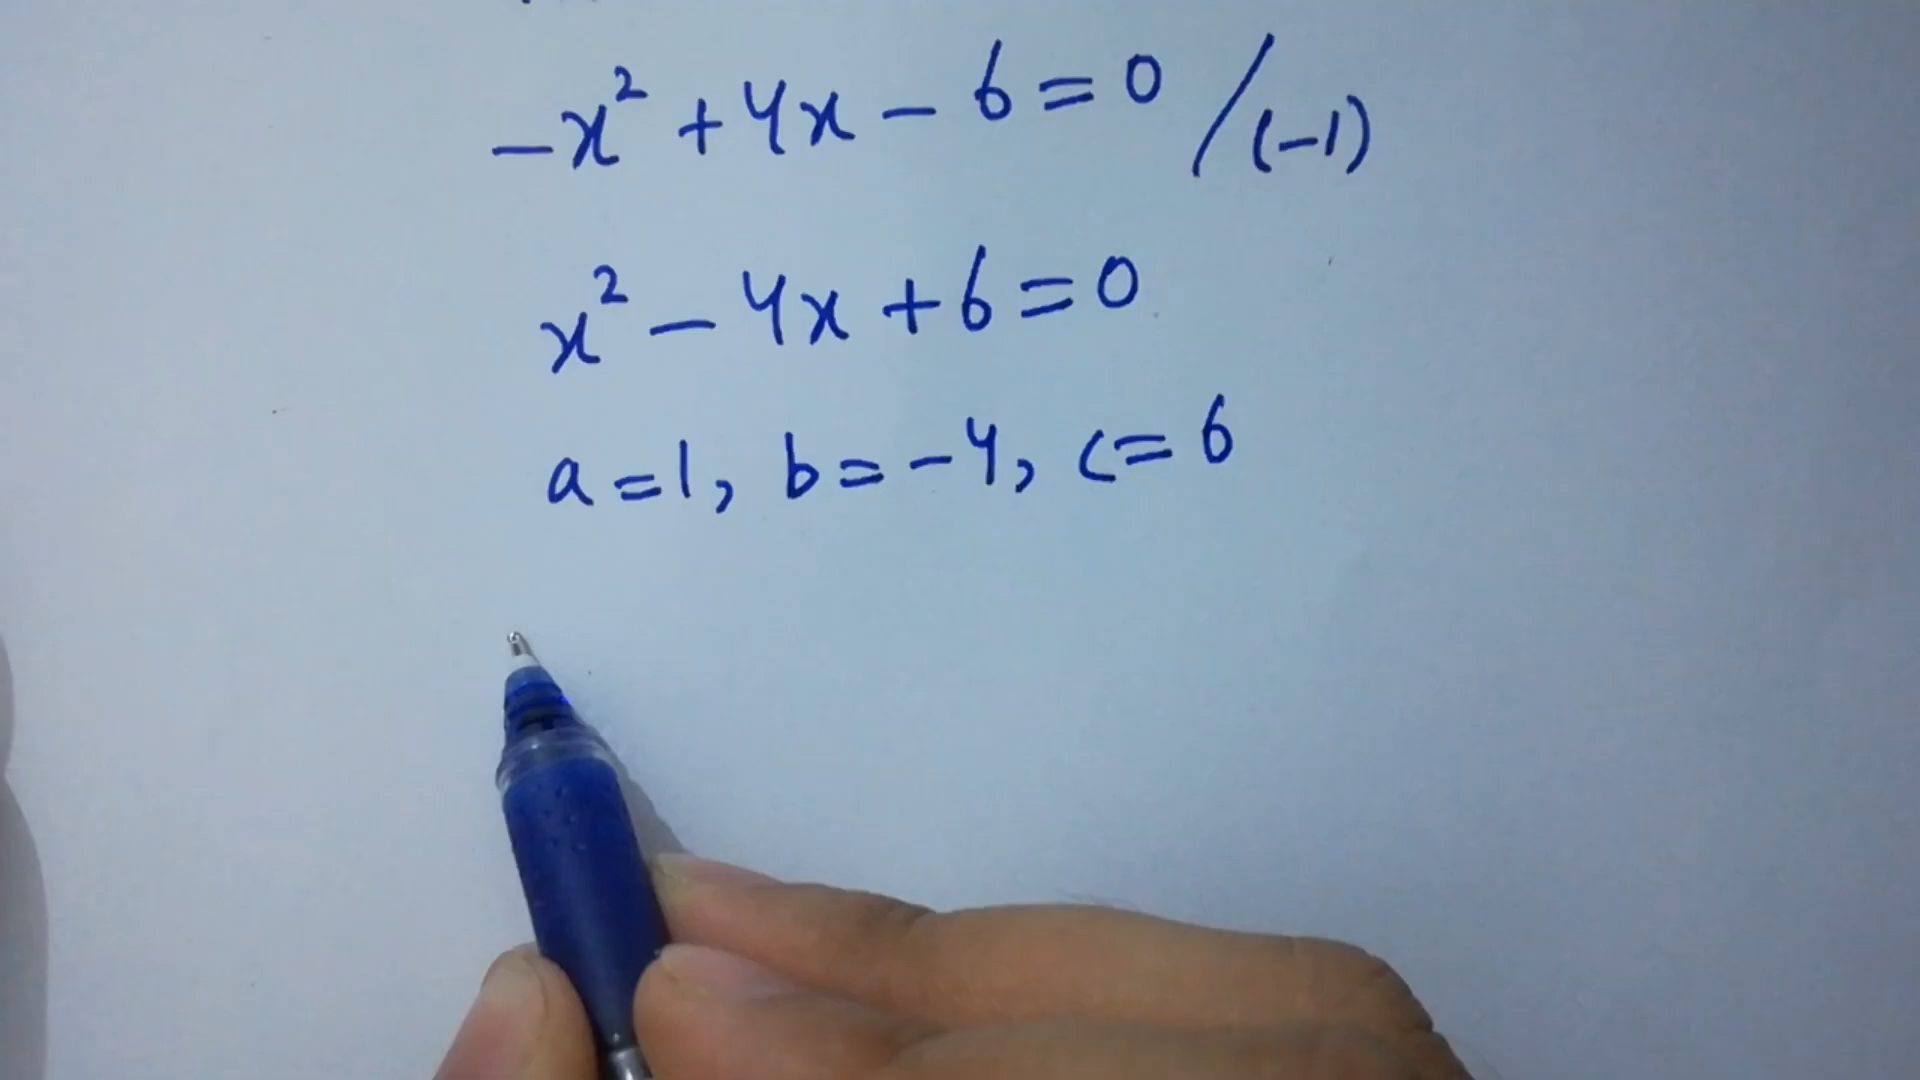 -x² + 4x - 6 = 0 /(-1)
x² - 4x + 6 = 0
a = 1, b = -4, c = 6